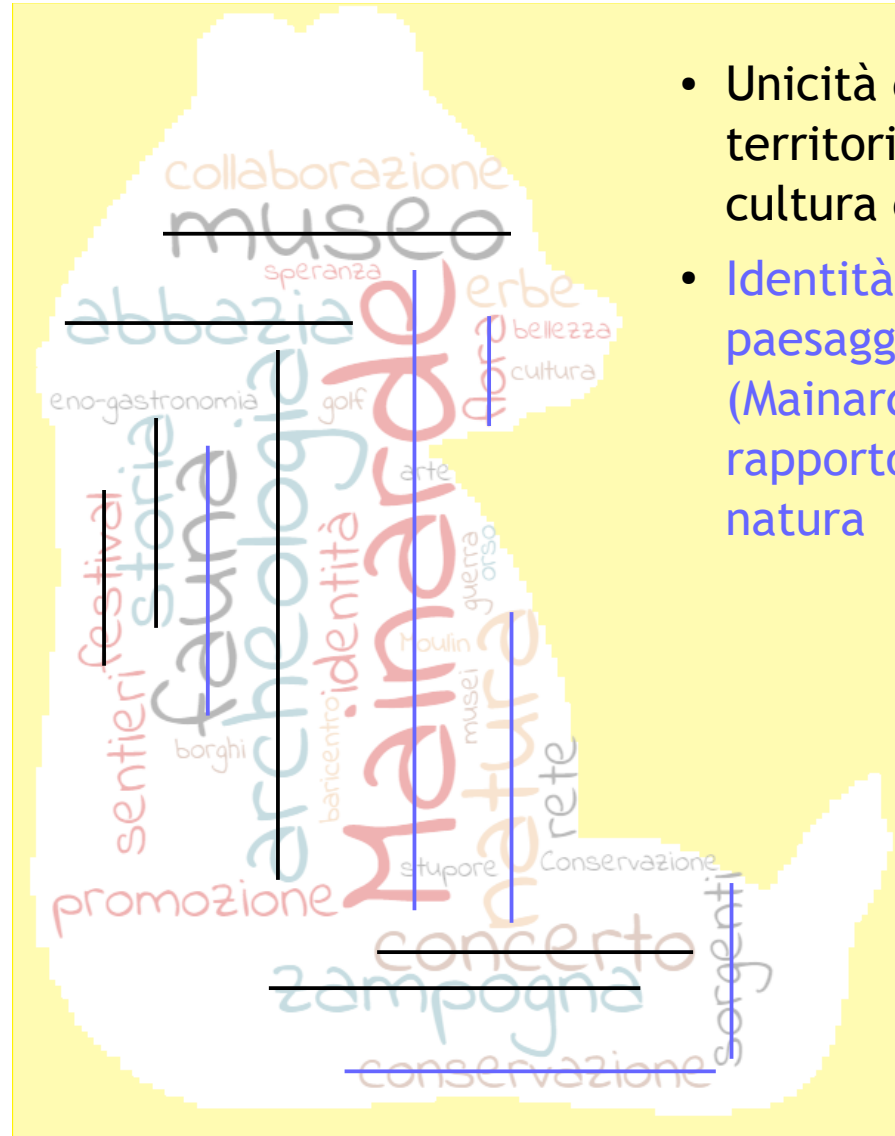 collaborazione
museo
speranza
abbazia
Mainarde
erbe
flora
bellezza
cultura
eno-gastronomia
golf
archeologia
storia
fauna
festival
arte
identità
guerra
orso
Moulin
natura
musei
sentieri
borghi
baricentro
rete
stupore
Conservazione
promozione
sorgenti
concerto
zampogna
conservazione
• Unicità
territori
cultura
• Identità
paesagg
(Mainar
rapporto
natura